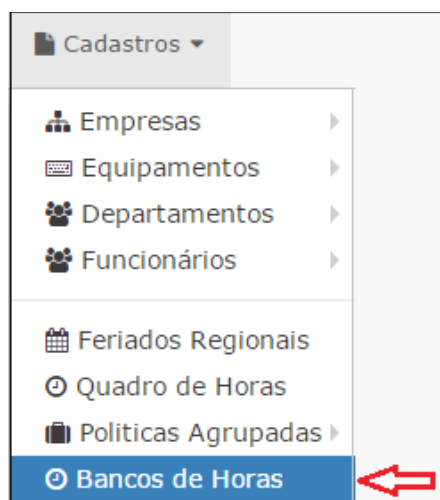 Cadastros
Empresas
Equipamentos
Departamentos
Funcionários
Feriados Regionais
Quadro de Horas
Politicas Agrupadas
Bancos de Horas